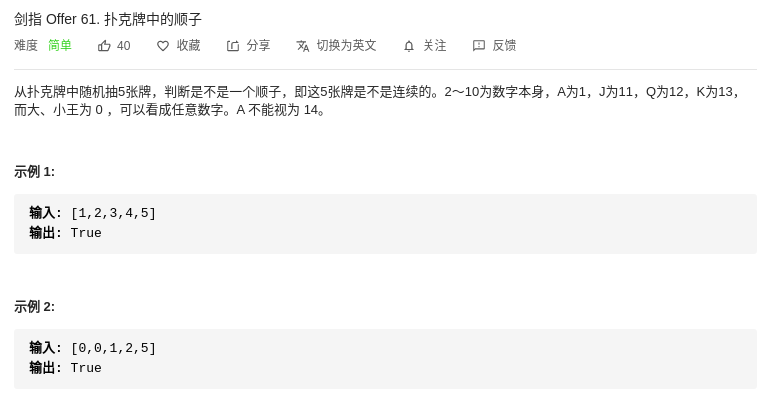 剑指 Offer 61. 扑克牌中的顺子
难度 简单 40 收藏 分享 切换为英文 关注 反馈
从扑克牌中随机抽5张牌，判断是不是一个顺子，即这5张牌是不是连续的。2～10为数字本身，A为1，J为11，Q为12，K为13，
而大、小王为 0 ，可以看成任意数字。A 不能视为 14。
示例 1:
输入: [1,2,3,4,5]
输出: True
示例 2:
输入: [0,0,1,2,5]
输出: True